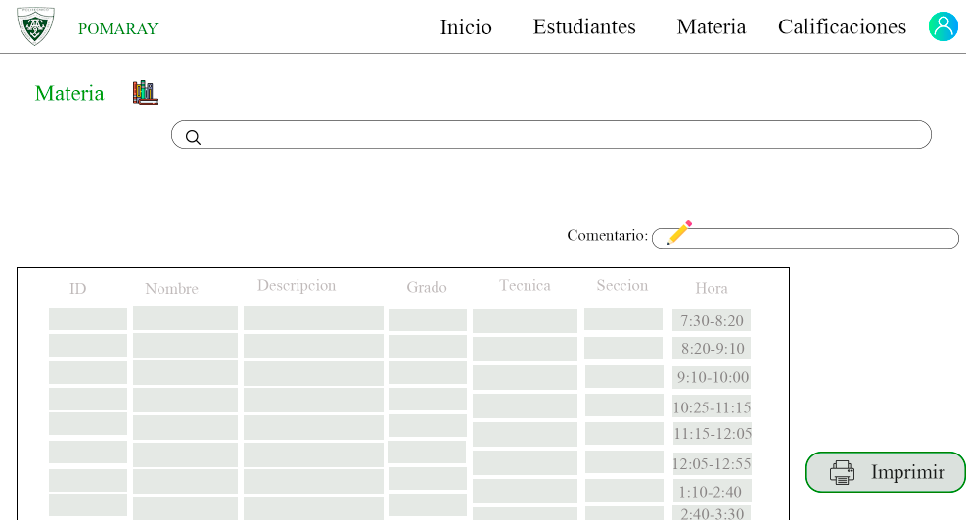 POMARAY
Inicio Estudiantes Materia Calificaciones
Materia
Comentario:
ID Nombre Descripcion Grado Tecnica Seccion Hora
7:30-8:20
8:20-9:10
9:10-10:00
10:25-11:15
11:15-12:05
12:05-12:55
Imprimir
1:10-2:40
2:40-3:30